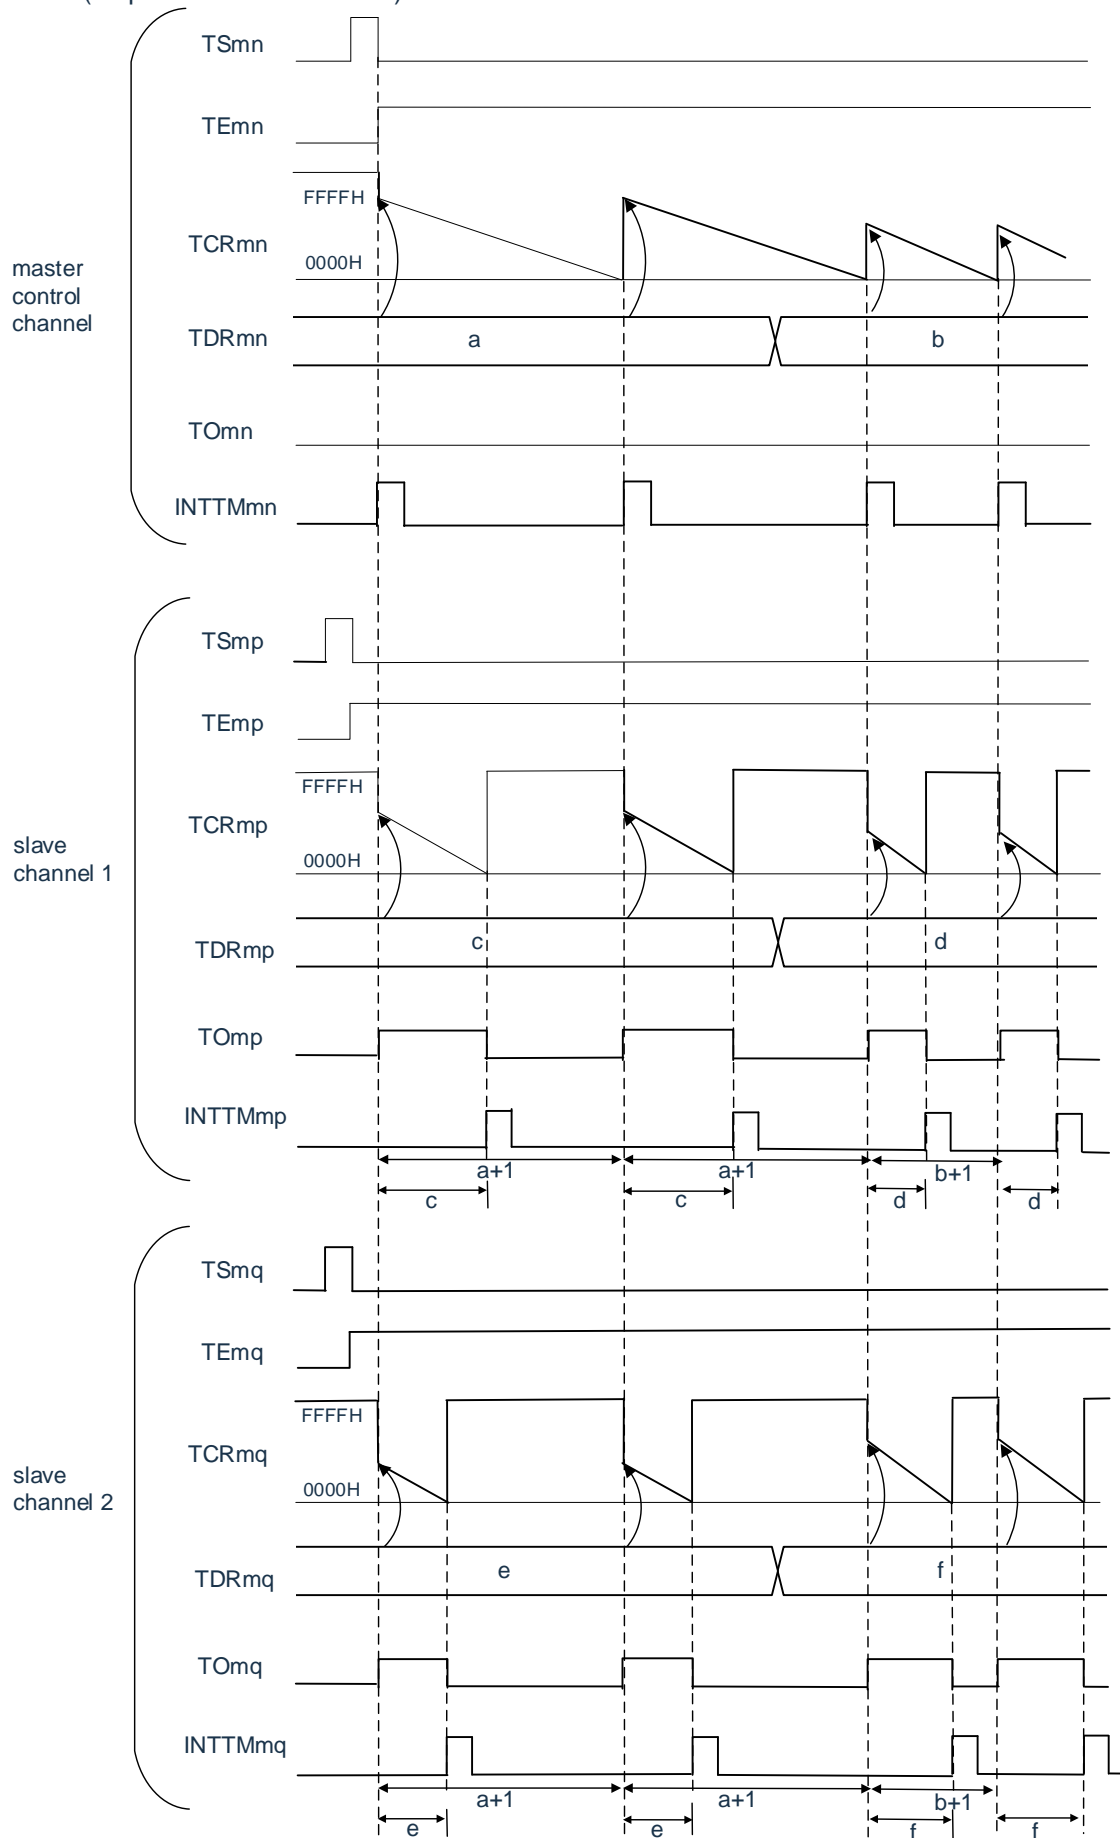 TSmn
TEmn
FFFFH
TCRmn
0000H
master
control
channel
TDRmn
a
b
TOmn
INTTMmn
TSmp
TEmp
FFFFH
TCRmp
0000H
slave
channel 1
TDRmp
c
d
TOmp
INTTMmp
a+1
a+1
b+1
c
c
d
d
TSmq
TEmq
FFFFH
TCRmq
0000H
slave
channel 2
TDRmq
e
f
TOmq
INTTMmq
a+1
a+1
b+1
e
e
f
f